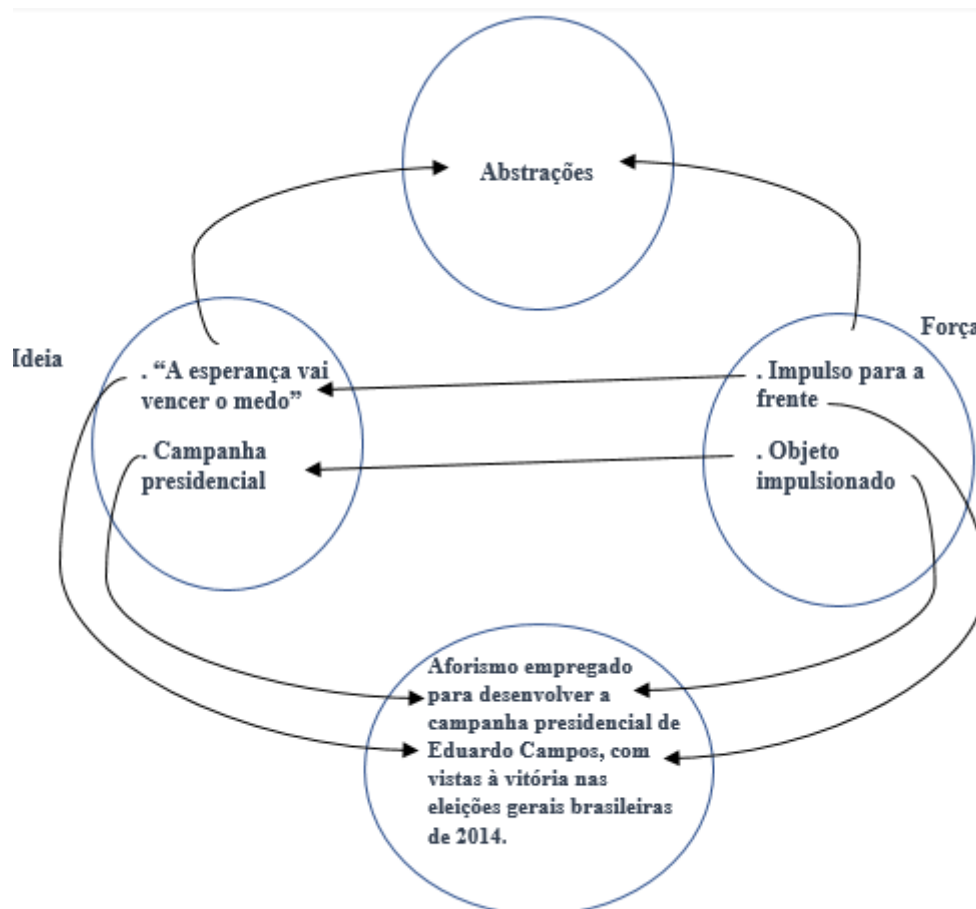 Abstrações
Ideia
. “A esperança vai
vencer o medo”
. Campanha
presidencial
Força
. Impulso para a
frente
. Objeto
impulsionado
Aforismo empregado
para desenvolver a
campanha presidencial de
Eduardo Campos, com
vistas à vitória nas
eleições gerais brasileiras
de 2014.